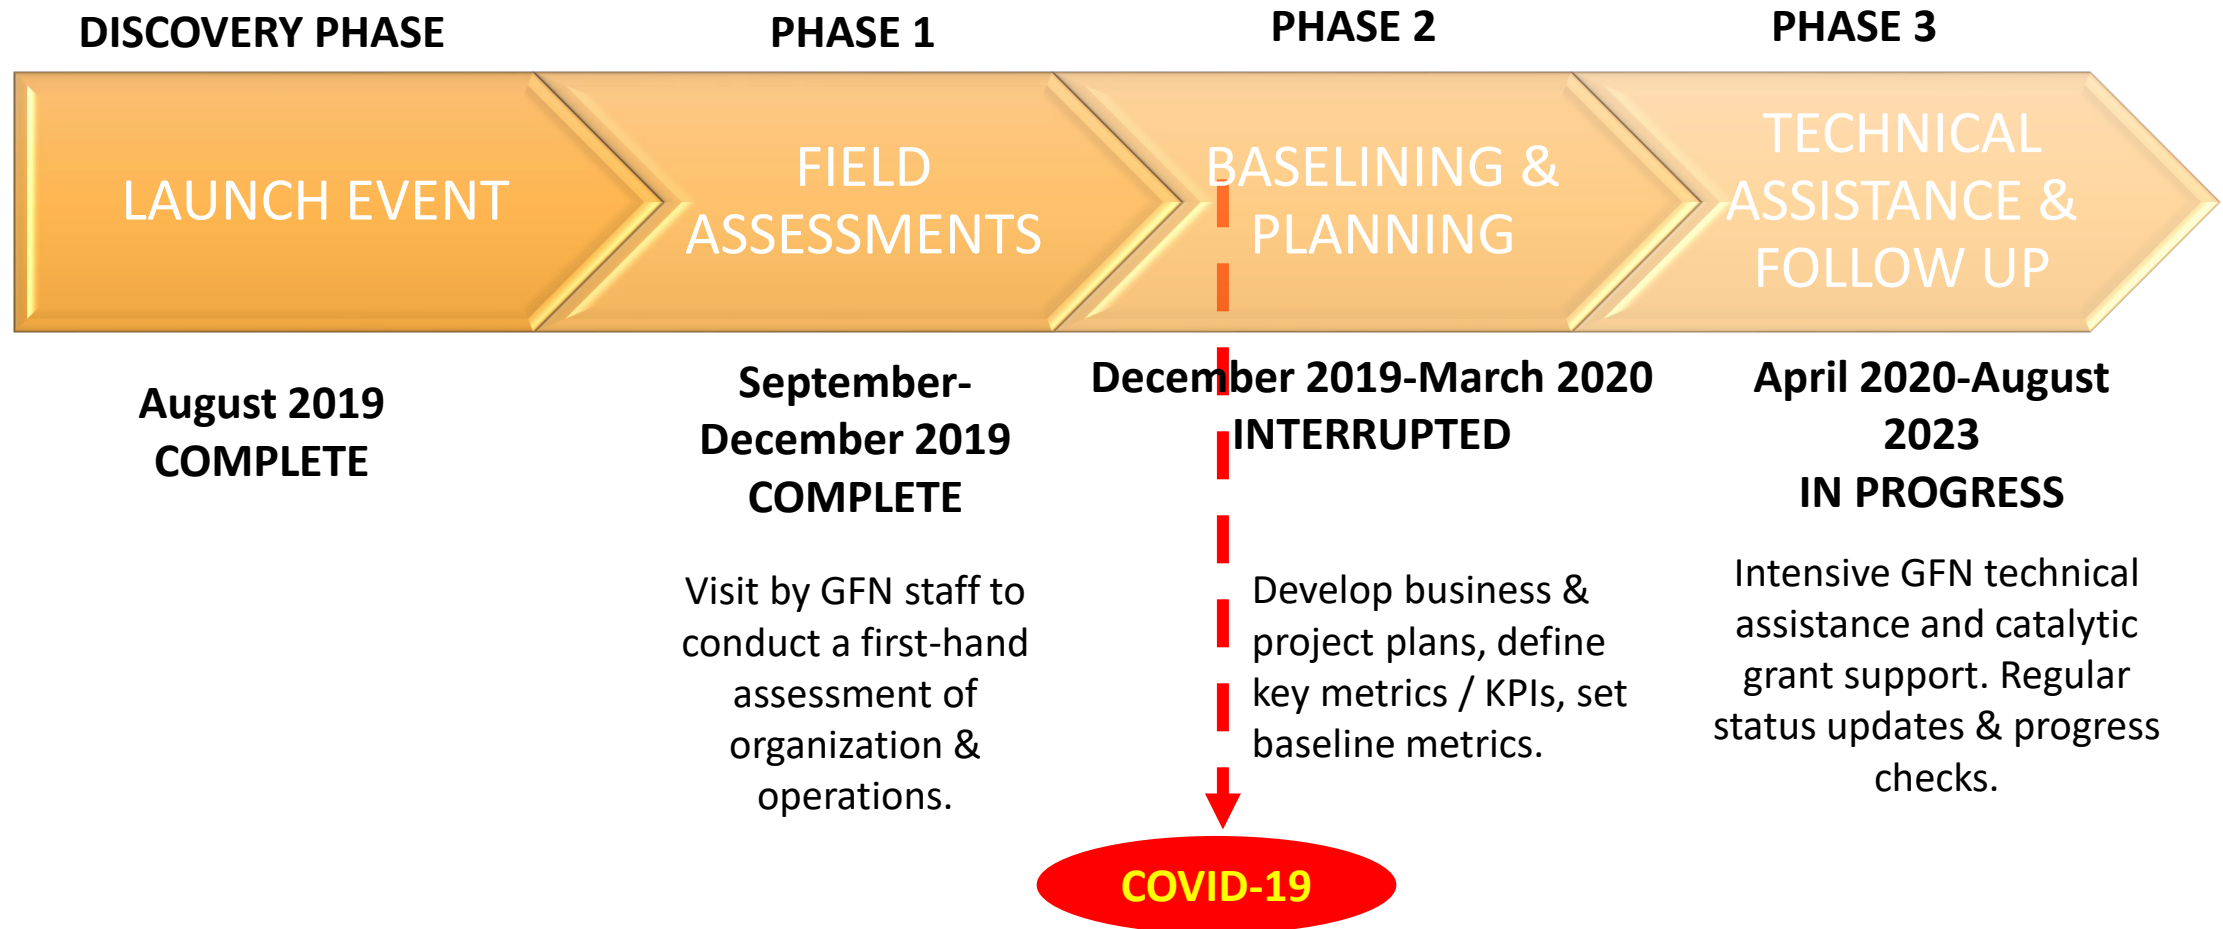 DISCOVERY PHASE
LAUNCH EVENT
August 2019
COMPLETE
PHASE 1
FIELD
ASSESSMENTS
September-
December 2019
COMPLETE
Visit by GFN staff to
conduct a first-hand
assessment of
organization &
operations.
PHASE 2
BASELINING &
PLANNING
December 2019-March 2020
INTERRUPTED
Develop business &
project plans, define
key metrics / KPIs, set
baseline metrics.
COVID-19
PHASE 3
TECHNICAL
ASSISTANCE &
FOLLOW UP
April 2020-August
2023
IN PROGRESS
Intensive GFN technical
assistance and catalytic
grant support. Regular
status updates & progress
checks.